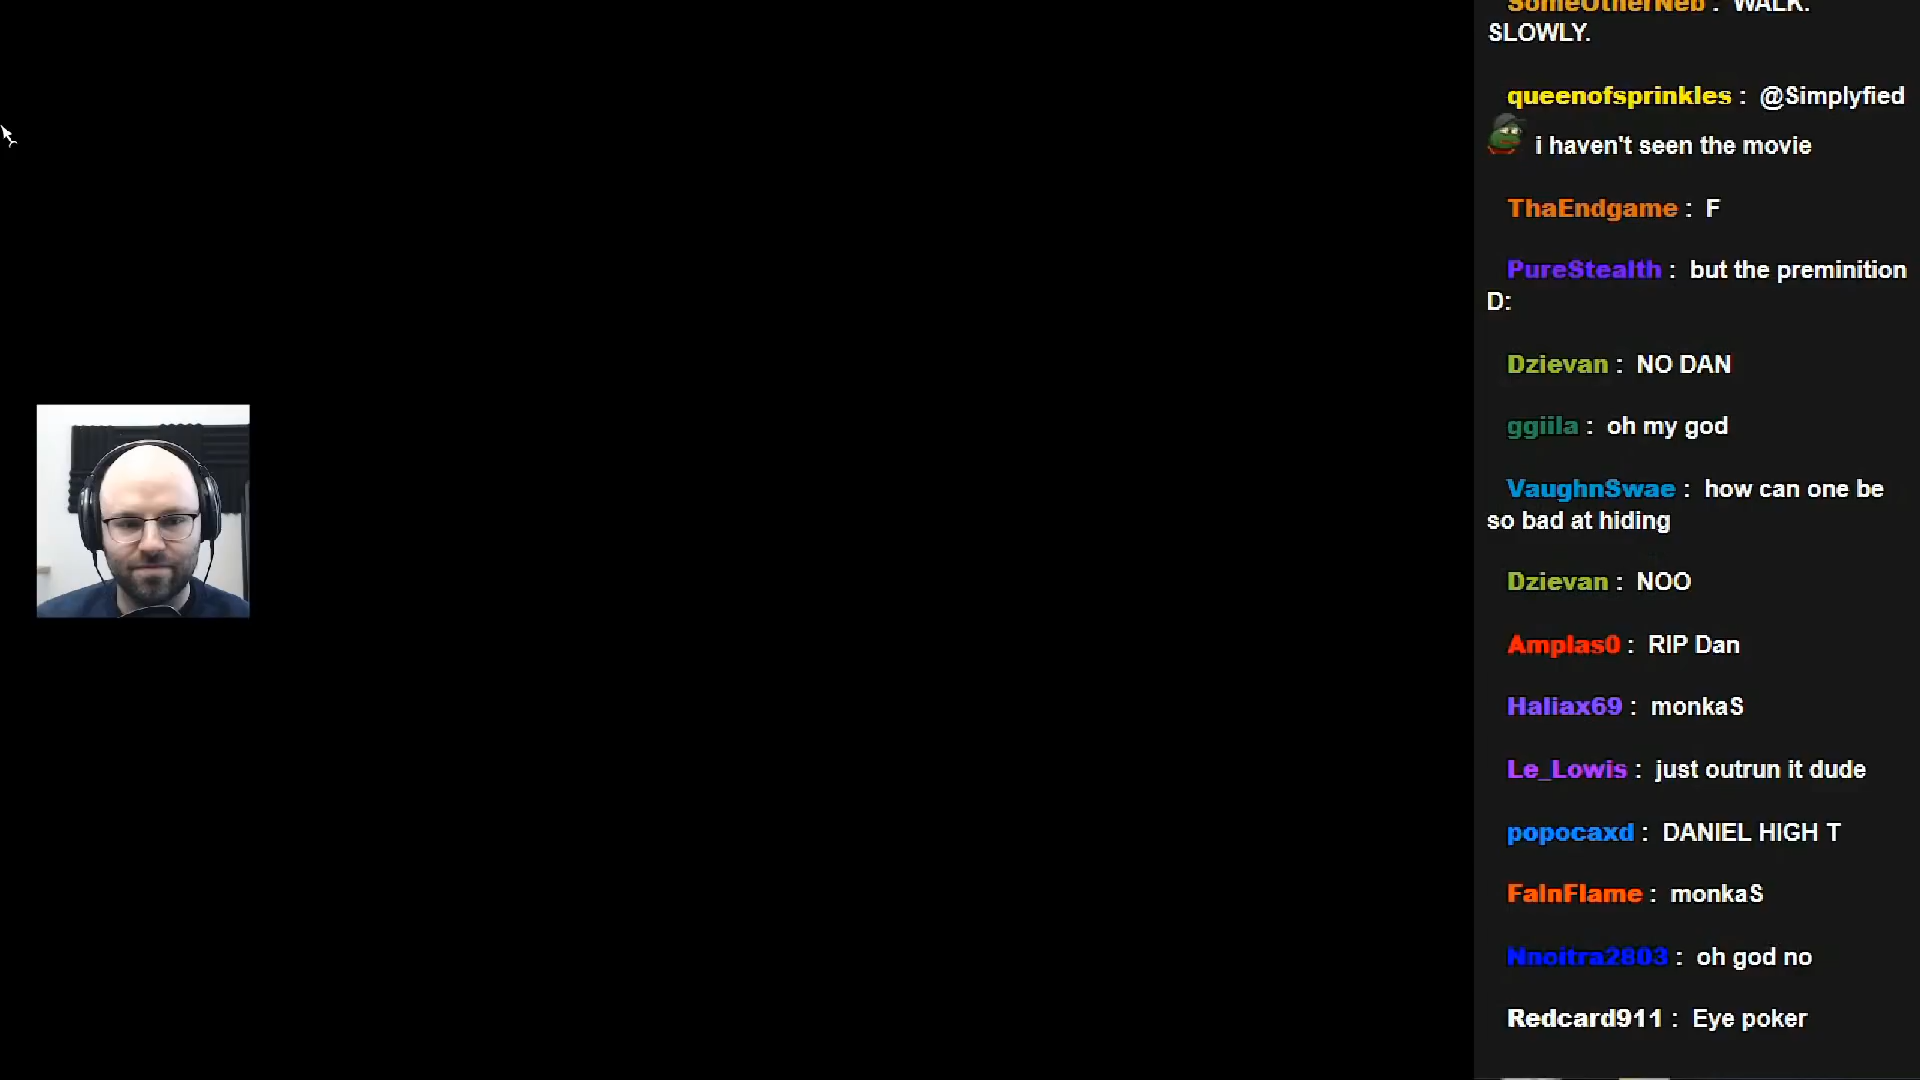 SomeOtherNeb : WALK.
SLOWLY.
queenofsprinkles : @Simplyfied
i haven't seen the movie
ThaEndgame : F
PureStealth : but the preminition
D:
Dzievan : NO DAN
ggiila : oh my god
VaughnSwae : how can one be
so bad at hiding
Dzievan : NOO
Amplas0 : RIP Dan
Haliax69 : monkaS
Le_Lowis : just outrun it dude
popocaxd : DANIEL HIGH T
FalnFlame : monkaS
Nnoitra2803 : oh god no
Redcard911 : Eye poker